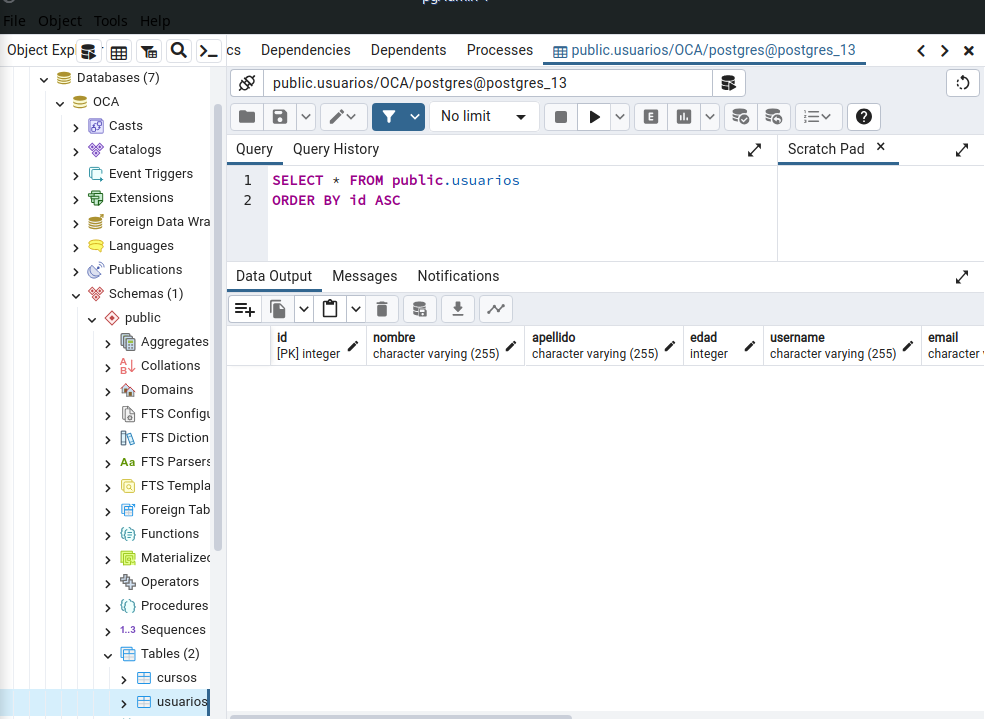 File Object Tools Help
Object Exp
cs Dependencies Dependents Processes public.usuarios/OCA/postgres@postgres_13
Databases (7)
OCA
Casts
Catalogs
Event Triggers
Extensions
Foreign Data Wra
Languages
Publications
Schemas (1)
public
Aggregates
Collations
Domains
FTS Configu
FTS Diction
FTS Parsers
FTS Templa
Foreign Tab
Functions
Materialized
Operators
Procedures
1..3 Sequences
Tables (2)
cursos
usuarios
public.usuarios/OCA/postgres@postgres_13
No limit
E
Query Query History
Scratch Pad
1 SELECT * FROM public.usuarios
2 ORDER BY id ASC
Data Output Messages Notifications
id nombre apellido edad username email
[PK] integer character varying (255) character varying (255) integer character varying (255) character